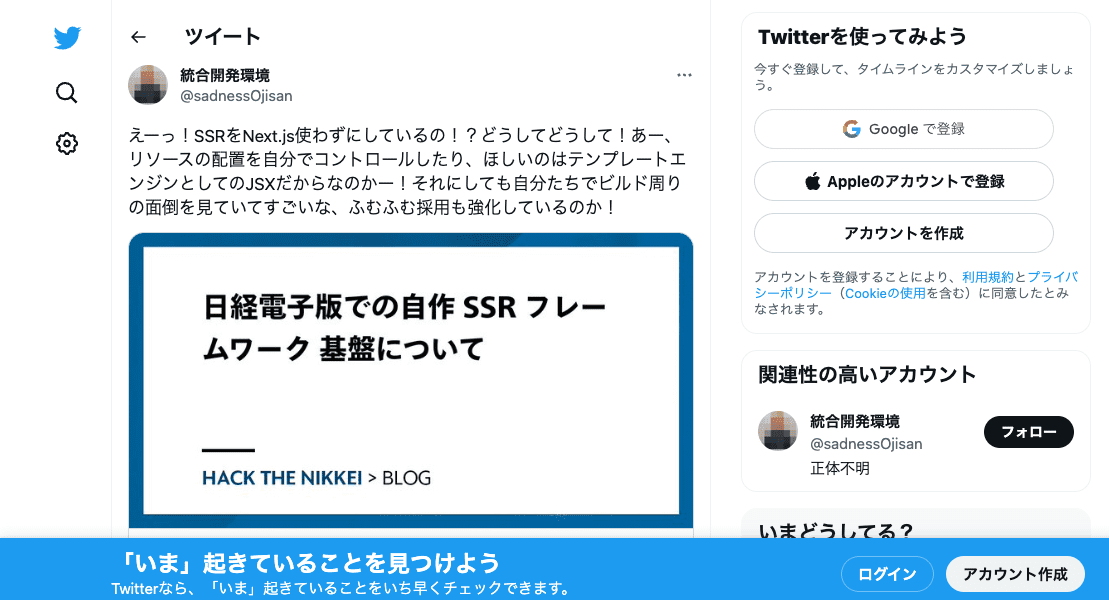 ツイート
統合開発環境
@sadnessOjisan
えーっ！SSRをNext.js使わずにしているの！？どうしてどうして！あー、
リソースの配置を自分でコントロールしたり、ほしいのはテンプレートエ
ンジンとしてのJSXだからなのかー！それにしても自分たちでビルド周り
の面倒を見ていてすごいな、ふむふむ採用も強化しているのか！
日経電子版での自作 SSR フレー
ムワーク 基盤について
HACK THE NIKKEI > BLOG
Twitterを使ってみよう
今すぐ登録して、タイムラインをカスタマイズしましょ
う。
Google で登録
Appleのアカウントで登録
アカウントを作成
アカウントを登録することにより、利用規約とプライバ
シーポリシー（Cookieの使用を含む）に同意したとみ
なされます。
関連性の高いアカウント
統合開発環境
@sadnessOjisan
フォロー
正体不明
いまどうしてる？
「いま」起きていることを見つけよう
Twitterなら、「いま」起きていることをいち早くチェックできます。
ログイン
アカウント作成